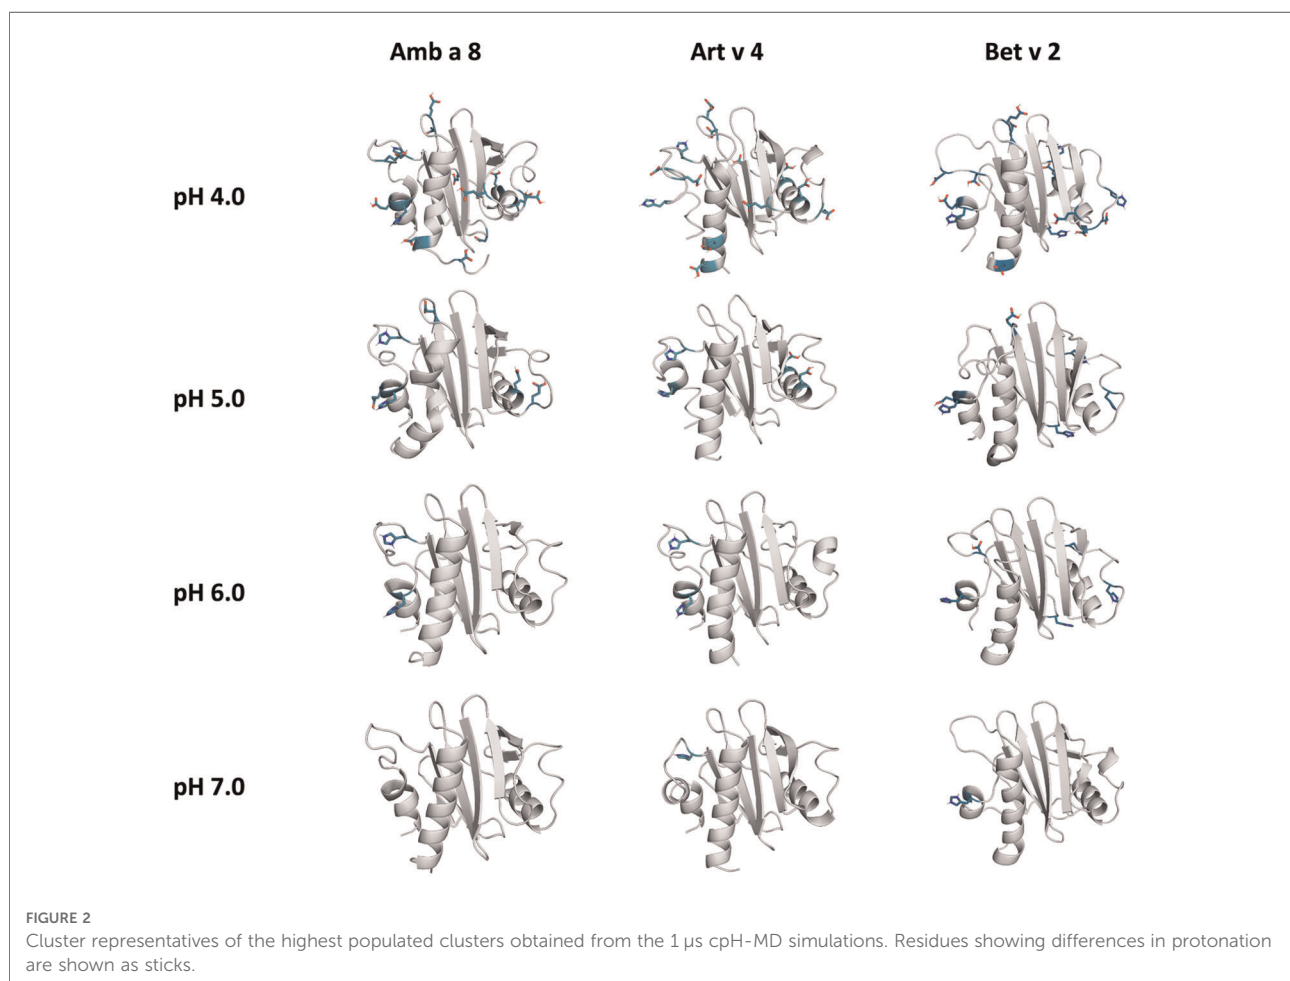 Amb a 8 Art v 4 Bet v 2
pH 4.0
pH 5.0
pH 6.0
pH 7.0
FIGURE 2
Cluster representatives of the highest populated clusters obtained from the 1 µs cpH-MD simulations. Residues showing differences in protonation
are shown as sticks.